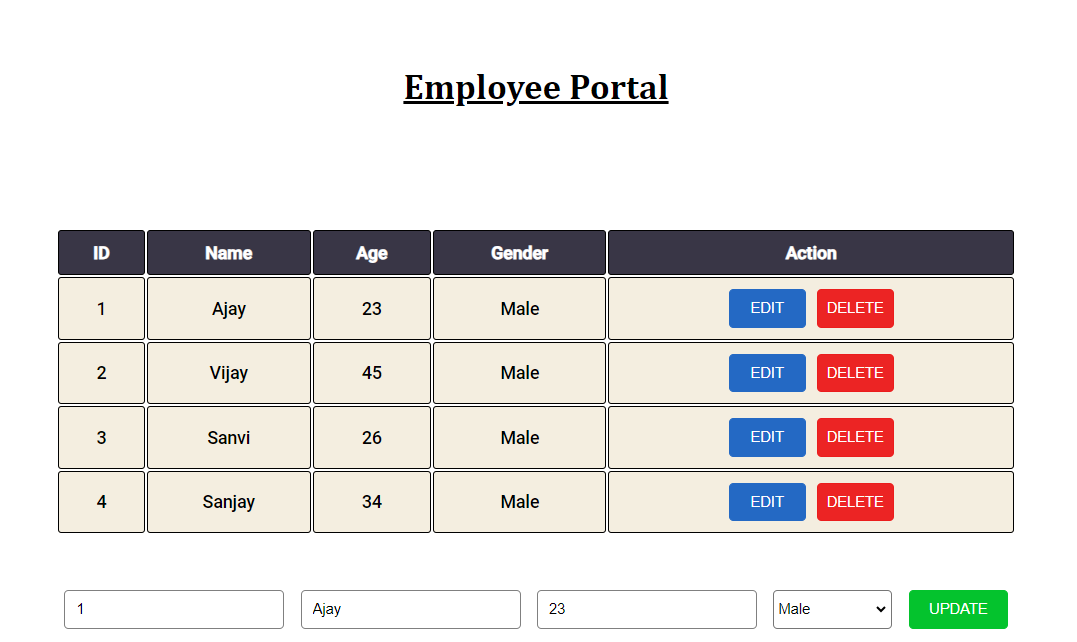 Employee Portal
ID Name Age Gender Action
1 Ajay 23 Male EDIT DELETE
2 Vijay 45 Male EDIT DELETE
3 Sanvi 26 Male EDIT DELETE
4 Sanjay 34 Male EDIT DELETE
1 Ajay 23 Male UPDATE